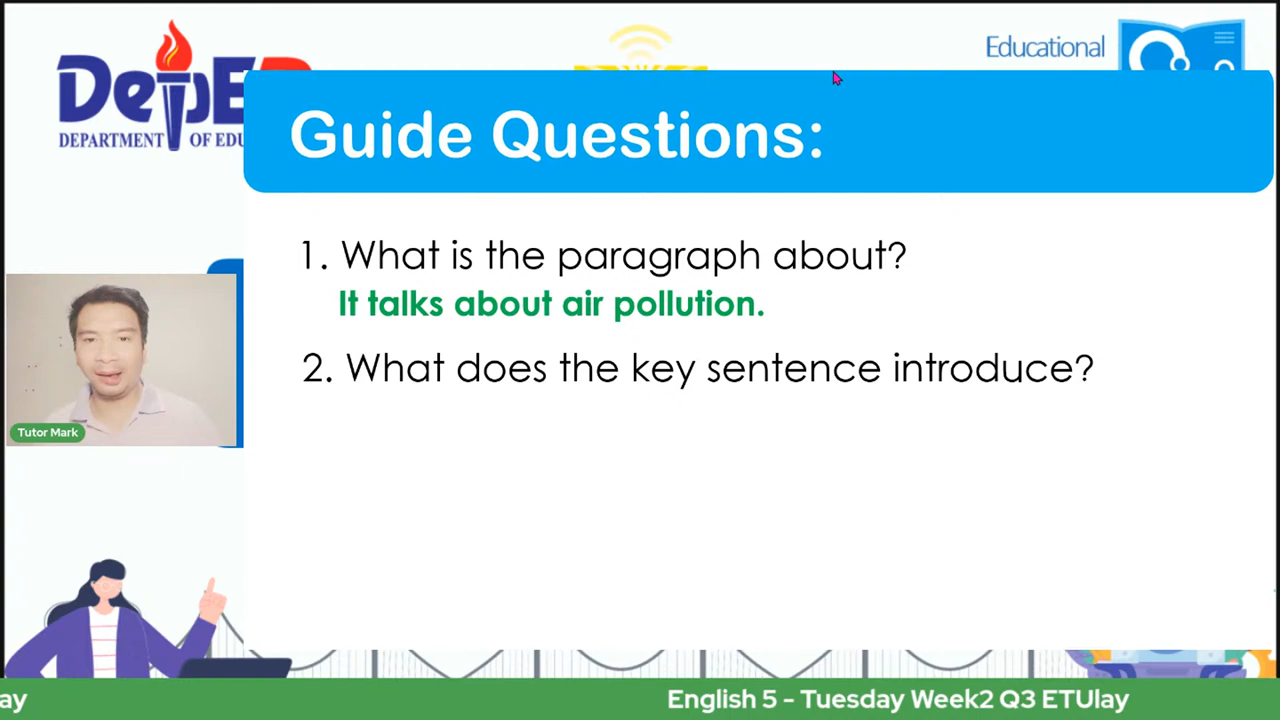 DepE
DEPARTMENT OF EDU
Educational
Guide Questions:
1. What is the paragraph about?
It talks about air pollution.
2. What does the key sentence introduce?
Tutor Mark
ay
English 5 - Tuesday Week2 Q3 ETUlay